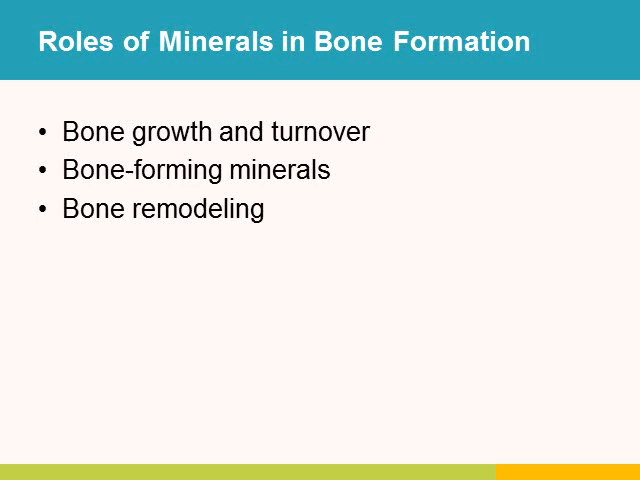 Roles of Minerals in Bone Formation
• Bone growth and turnover
• Bone-forming minerals
• Bone remodeling